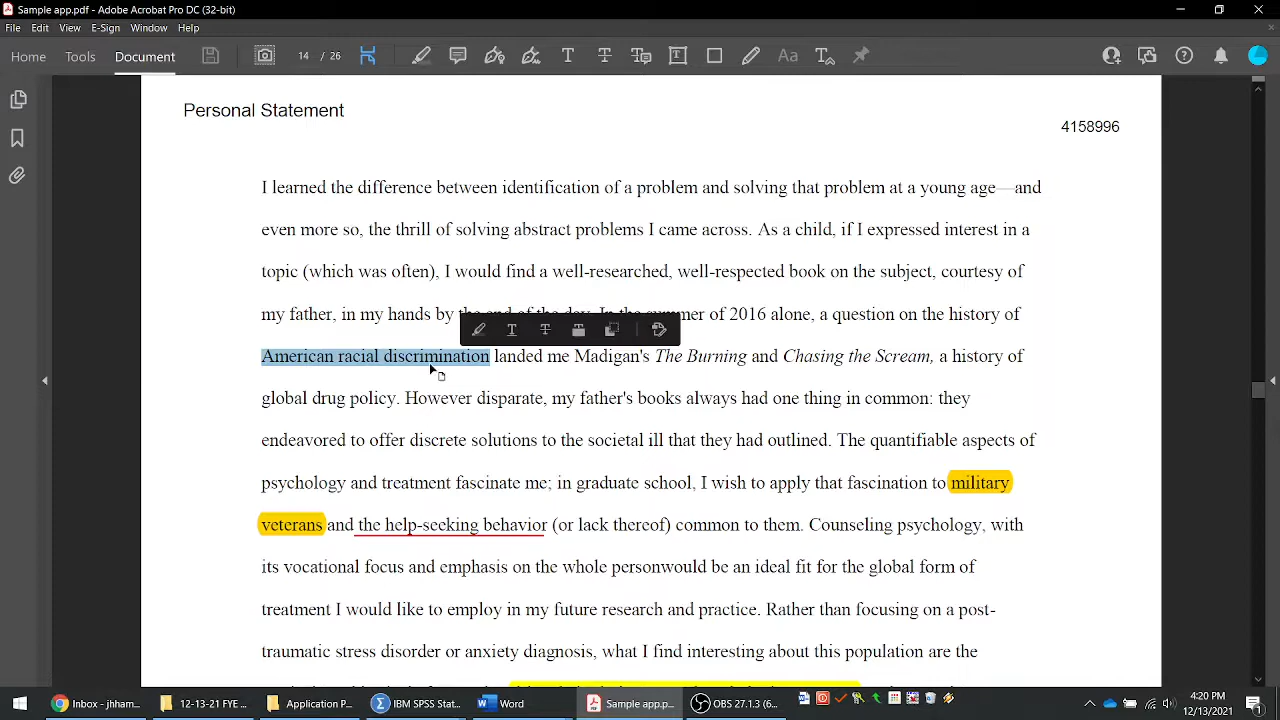 Sample app.pdf - Adobe Acrobat Pro DC (32-bit)
File Edit View E-Sign Window Help
Home Tools Document 14 / 26
Personal Statement
4158996
I learned the difference between identification of a problem and solving that problem at a young age—and
even more so, the thrill of solving abstract problems I came across. As a child, if I expressed interest in a
topic (which was often), I would find a well-researched, well-respected book on the subject, courtesy of
my father, in my hands by the end of the day. In the summer of 2016 alone, a question on the history of
American racial discrimination landed me Madigan's The Burning and Chasing the Scream, a history of
global drug policy. However disparate, my father's books always had one thing in common: they
endeavored to offer discrete solutions to the societal ill that they had outlined. The quantifiable aspects of
psychology and treatment fascinate me; in graduate school, I wish to apply that fascination to military
veterans and the help-seeking behavior (or lack thereof) common to them. Counseling psychology, with
its vocational focus and emphasis on the whole personwould be an ideal fit for the global form of
treatment I would like to employ in my future research and practice. Rather than focusing on a post-
traumatic stress disorder or anxiety diagnosis, what I find interesting about this population are the
Inbox - jhham... 12-13-21 FYE ... Application P... IBM SPSS Stat... Word Sample app.p... OBS 27.1.3 (6... 4:20 PM
12/13/2021